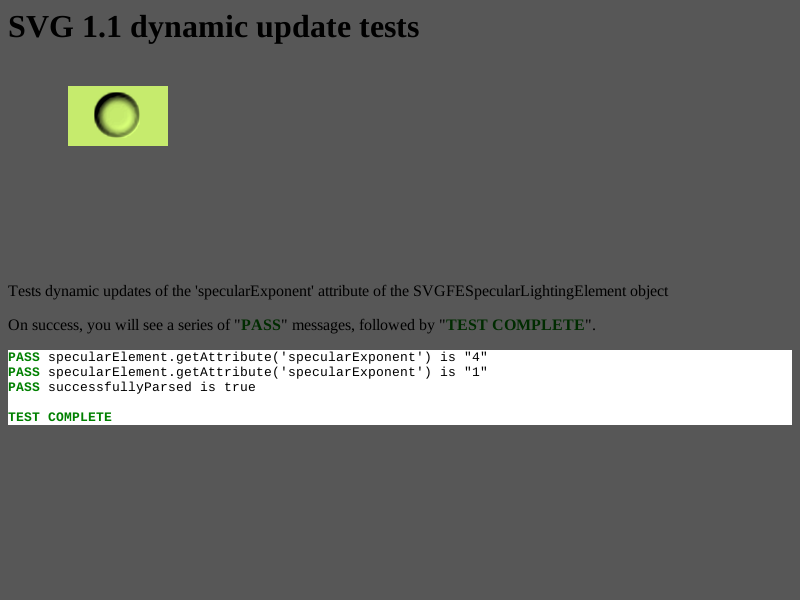 SVG 1.1 dynamic update tests
Tests dynamic updates of the 'specularExponent' attribute of the SVGFESpecularLightingElement object
On success, you will see a series of "PASS" messages, followed by "TEST COMPLETE".
PASS specularElement.getAttribute('specularExponent') is "4"
PASS specularElement.getAttribute('specularExponent') is "1"
PASS successfullyParsed is true
TEST COMPLETE